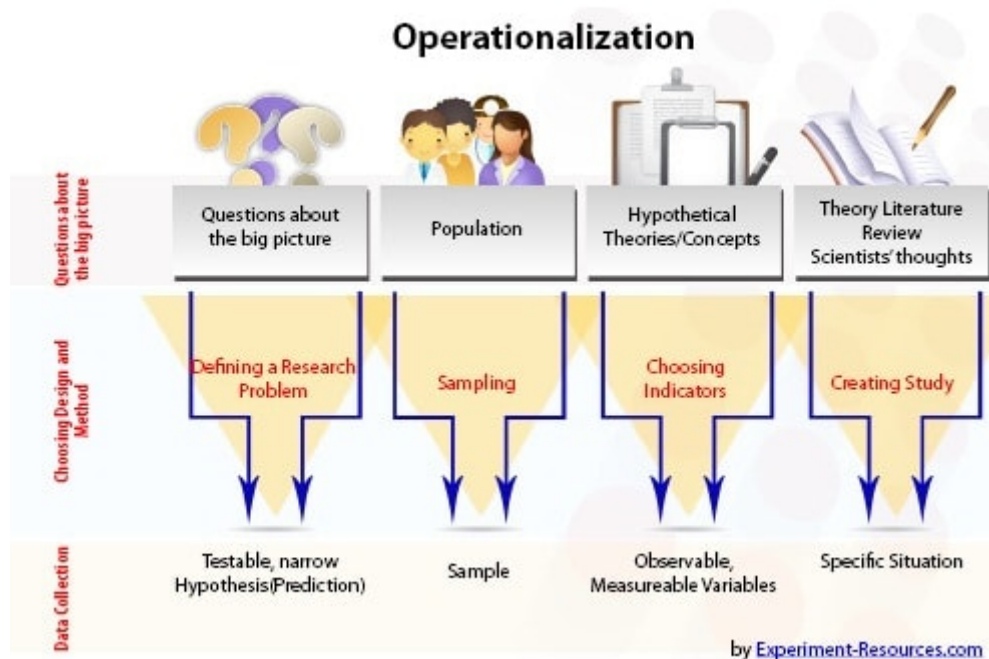 Operationalization
Questions about
the big picture
Questions about
the big picture
Population
Hypothetical
Theories/Concepts
Theory Literature
Review
Scientists' thoughts
Choosing Design and
Method
Defining a Research
Problem
Sampling
Choosing
Indicators
Creating Study
Data Collection
Testable, narrow
Hypothesis(Prediction)
Sample
Observable,
Measureable Variables
Specific Situation
by Experiment-Resources.com